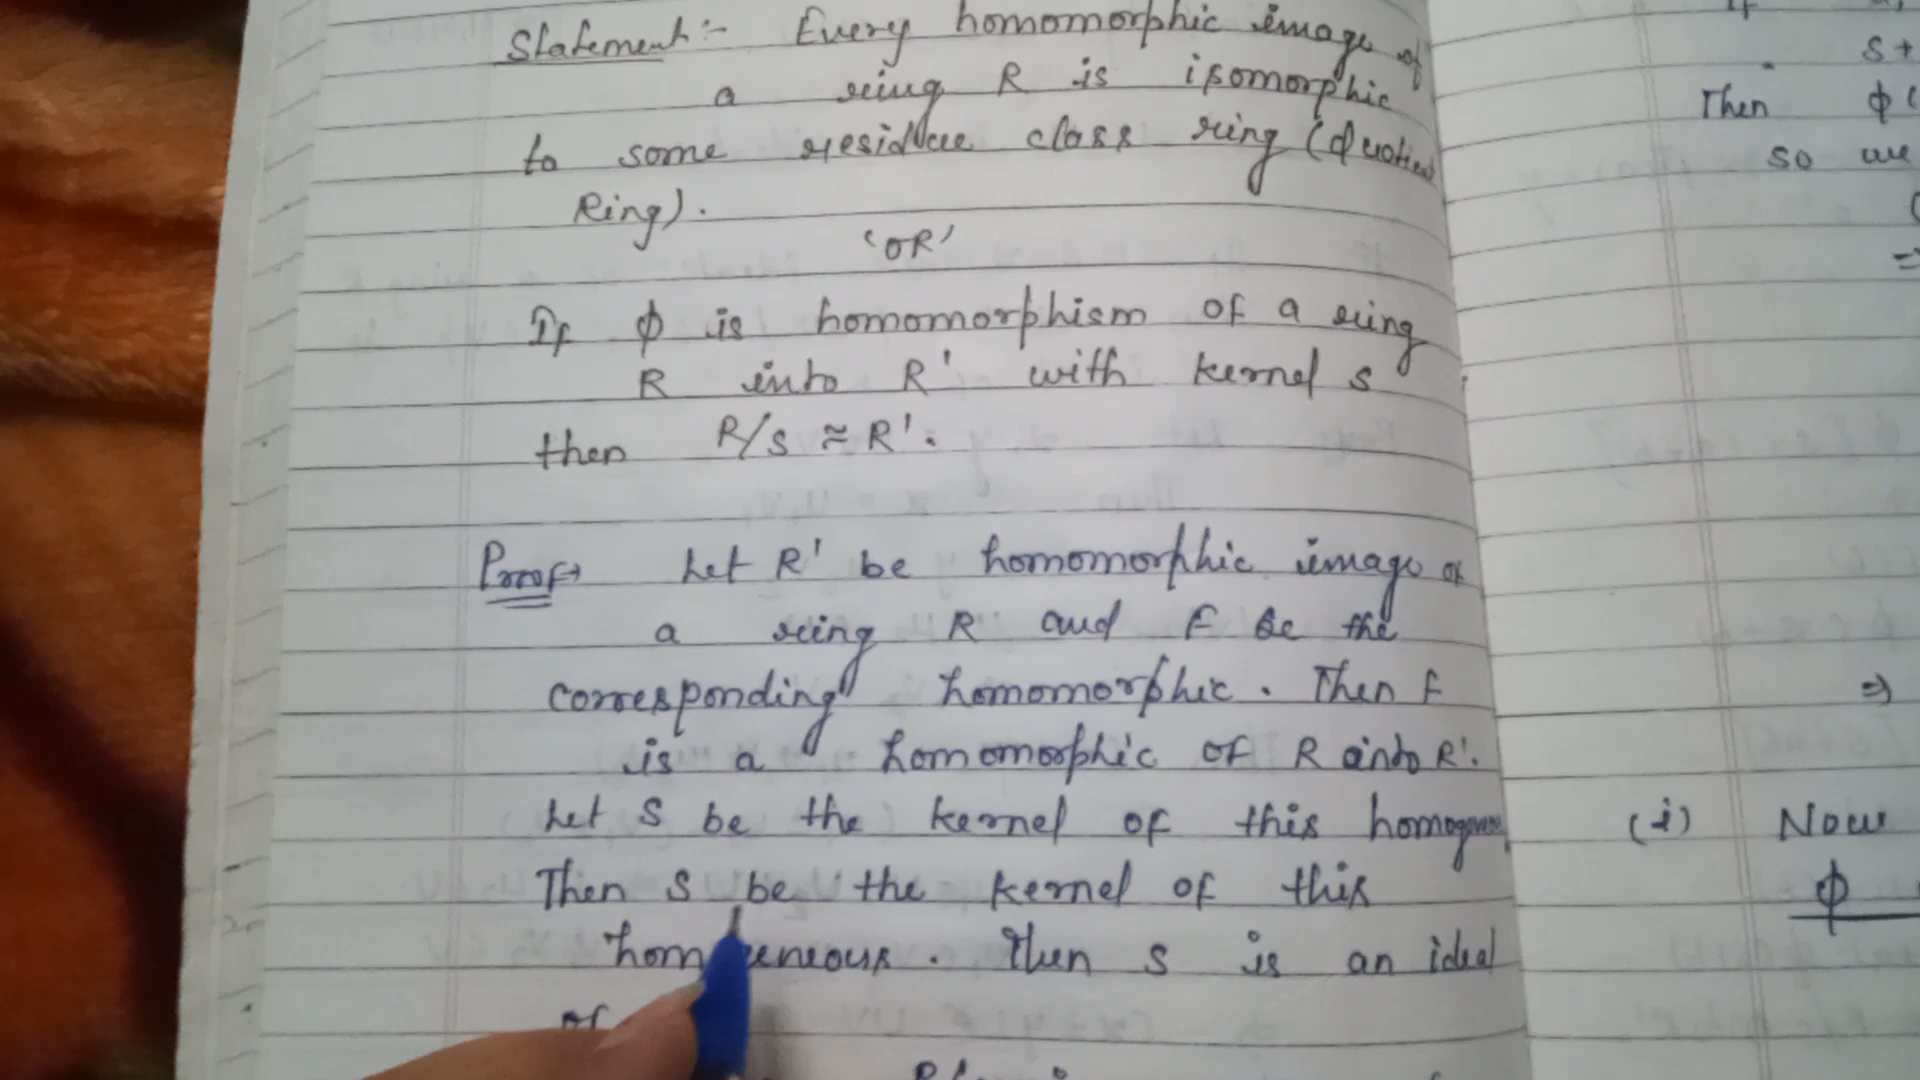 Statement:- Every homomorphic image of
a ring R is isomorphic
to some residue class ring (Quotient
Ring).
'OR'
If ϕ is homomorphism of a ring
R into R' with kernel s
then R/s ≈ R'.
Proof→ Let R' be homomorphic image of
a ring R and f be the
corresponding homomorphic. Then f
is a homomorphic of R into R'.
Let S be the kernel of this
Then S be the kernel of this
Then s is an ideal
of
S+
Then ϕ(
so we
(
=>
=>
(i) Now
ϕ